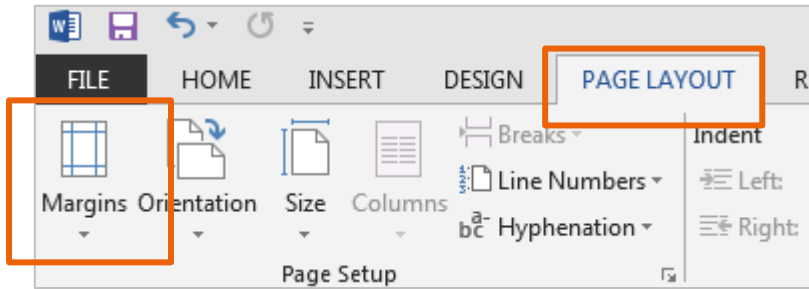 FILE HOME INSERT DESIGN PAGE LAYOUT R
Breaks Indent
Line Numbers Left:
Margins Orientation Size Columns
Hyphenation Right:
Page Setup